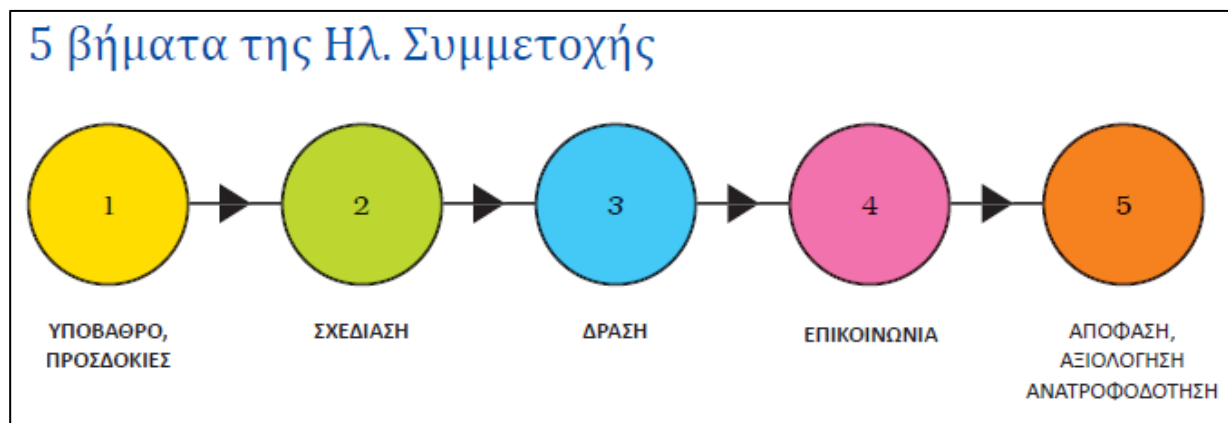 5 βήματα της Ηλ. Συμμετοχής
1
2
3
4
5
ΥΠΟΒΑΘΡΟ,
ΠΡΟΣΔΟΚΙΕΣ
ΣΧΕΔΙΑΣΗ
ΔΡΑΣΗ
ΕΠΙΚΟΙΝΩΝΙΑ
ΑΠΟΦΑΣΗ,
ΑΞΙΟΛΟΓΗΣΗ
ΑΝΑΤΡΟΦΟΔΟΤΗΣΗ